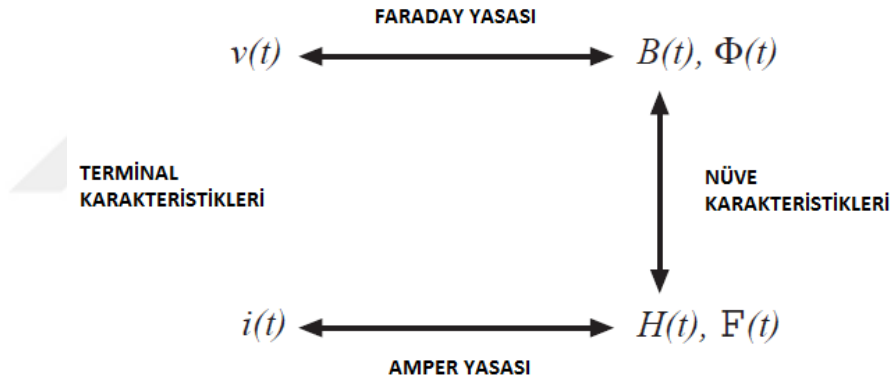 FARADAY YASASI
v(t)
B(t), Φ(t)
TERMİNAL
KARAKTERİSTİKLERİ
NÜVE
KARAKTERİSTİKLERİ
i(t)
H(t), F(t)
AMPER YASASI